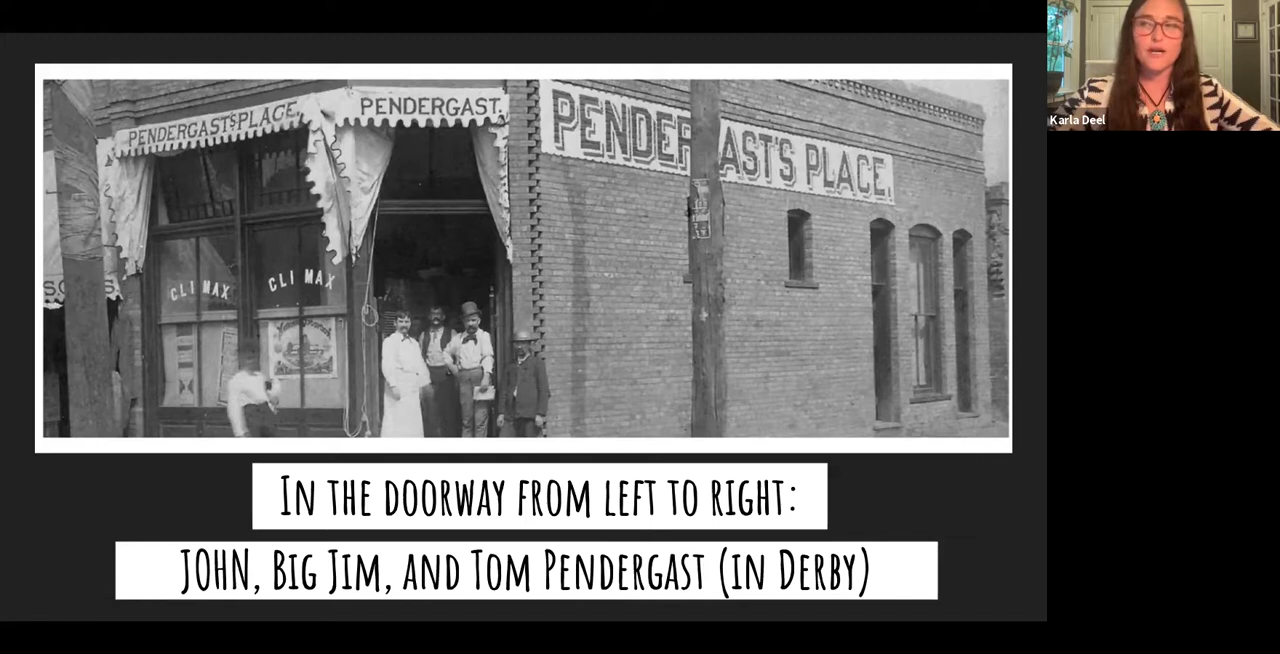 PENDERGAST'S PLACE.
PENDERGAST.
PENDERGAST'S PLACE.
CLIMAX
CLIMAX
Karla Deel
IN THE DOORWAY FROM LEFT TO RIGHT:
JOHN, BIG JIM, AND TOM PENDERGAST (IN DERBY)